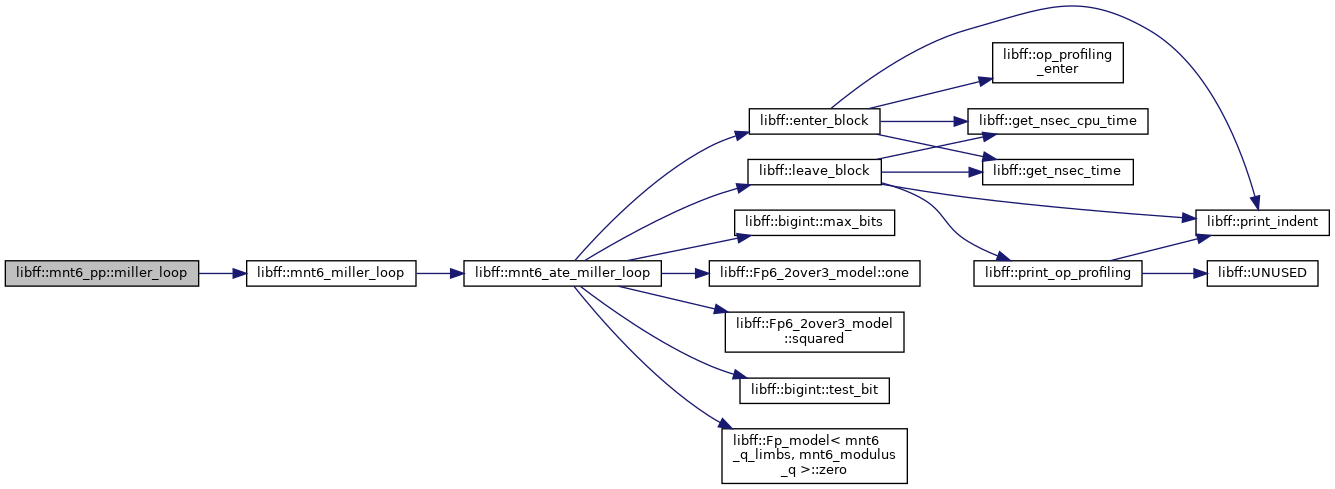 libff::mnt6_pp::miller_loop
libff::mnt6_miller_loop
libff::mnt6_ate_miller_loop
libff::enter_block
libff::leave_block
libff::bigint::max_bits
libff::Fp6_2over3_model::one
libff::Fp6_2over3_model
::squared
libff::bigint::test_bit
libff::Fp_model< mnt6
_q_limbs, mnt6_modulus
_q >::zero
libff::op_profiling
_enter
libff::get_nsec_cpu_time
libff::get_nsec_time
libff::print_op_profiling
libff::print_indent
libff::UNUSED